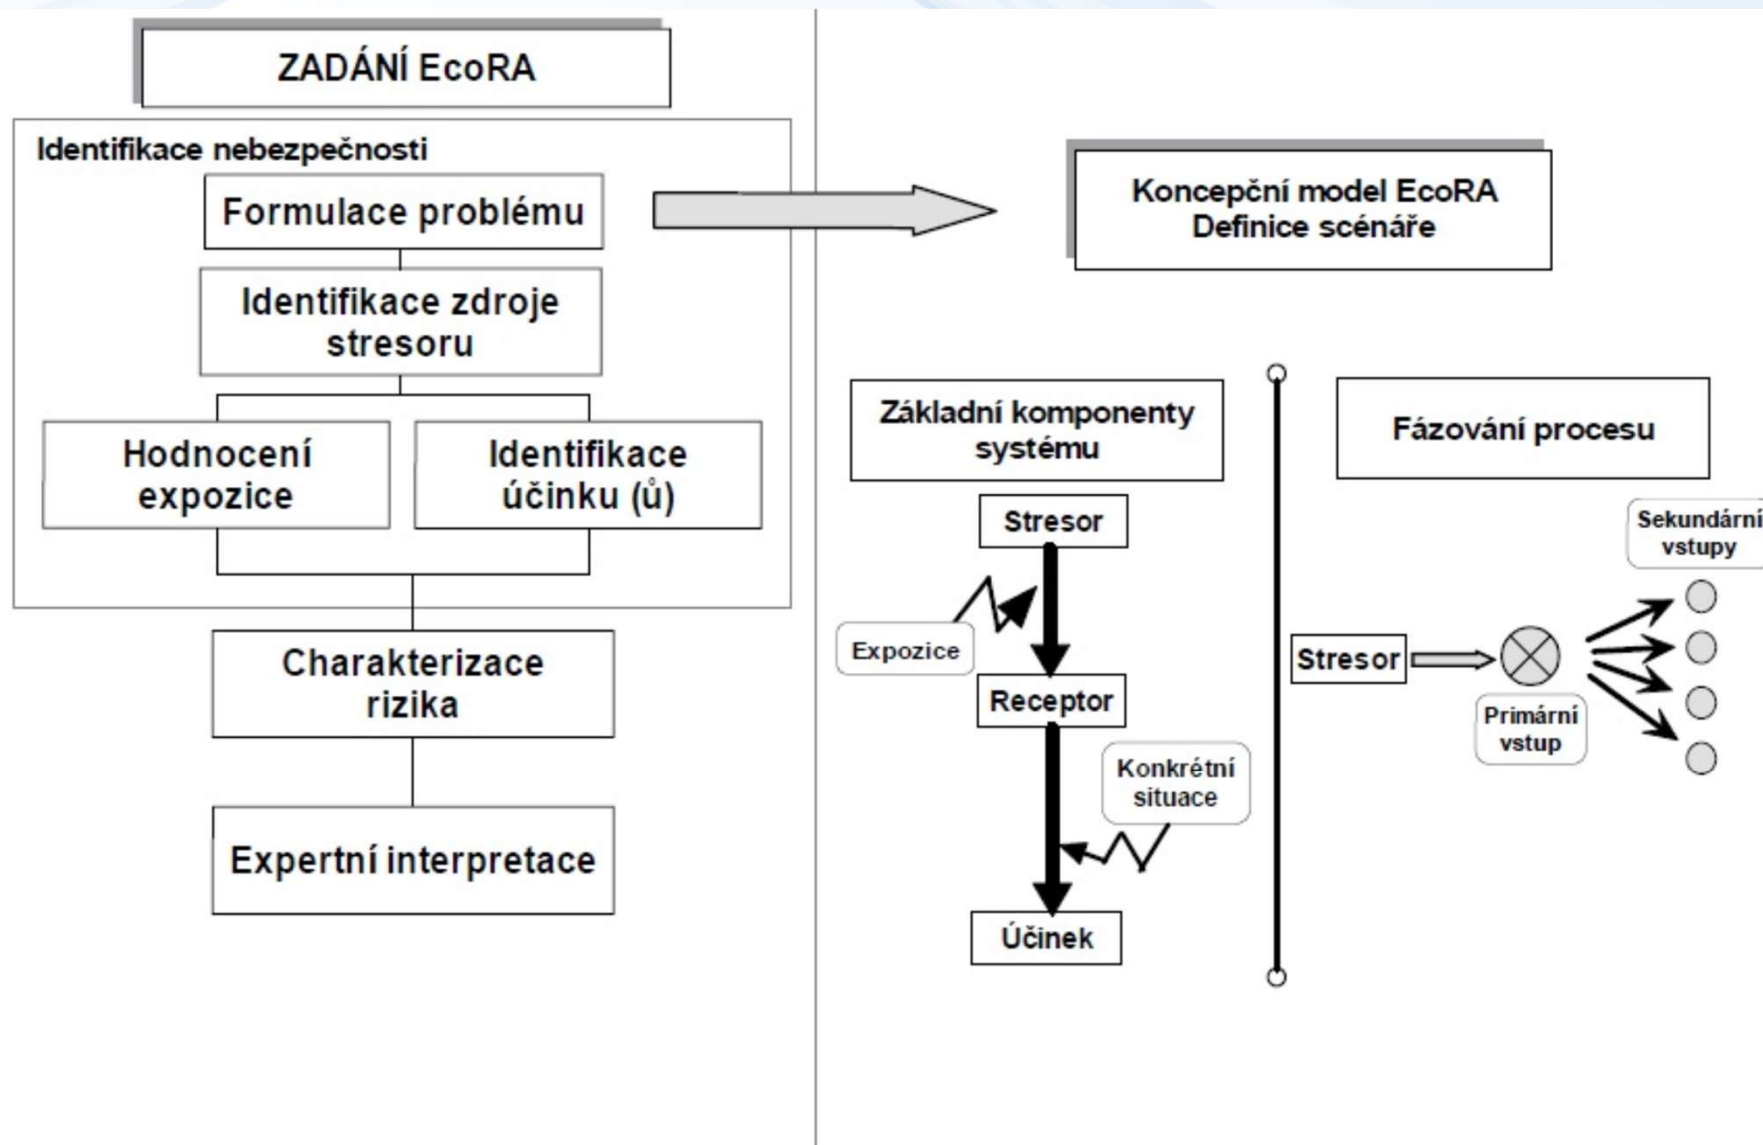 ZADÁNÍ EcoRA
Identifikace nebezpečnosti
Formulace problému
Identifikace zdroje
stresoru
Hodnocení
expozice
Identifikace
účinku (ů)
Charakterizace
rizika
Expertní interpretace
Koncepční model EcoRA
Definice scénáře
Základní komponenty
systému
Stresor
Expozice
Receptor
Konkrétní
situace
Účinek
Fázování procesu
Sekundární
vstupy
Stresor
Primární
vstup